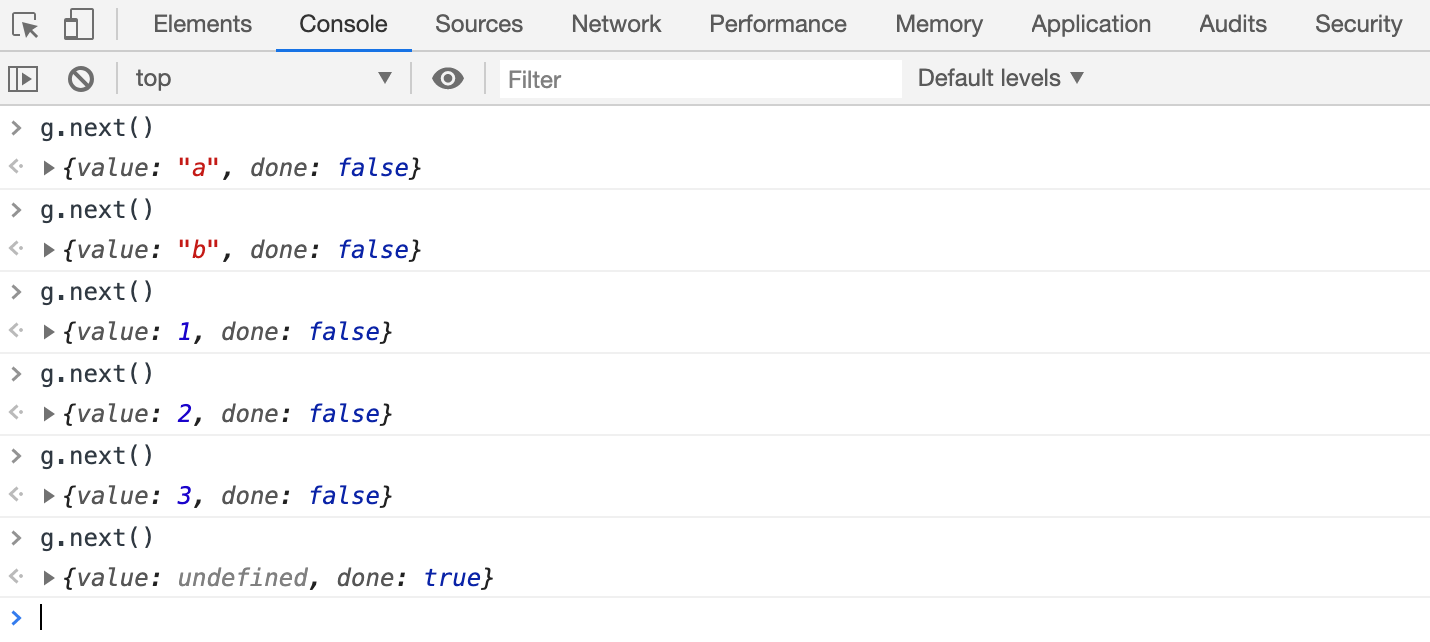 Elements Console Sources Network Performance Memory Application Audits Security
top Filter Default levels
> g.next()
{value: "a", done: false}
> g.next()
{value: "b", done: false}
> g.next()
{value: 1, done: false}
> g.next()
{value: 2, done: false}
> g.next()
{value: 3, done: false}
> g.next()
{value: undefined, done: true}
>